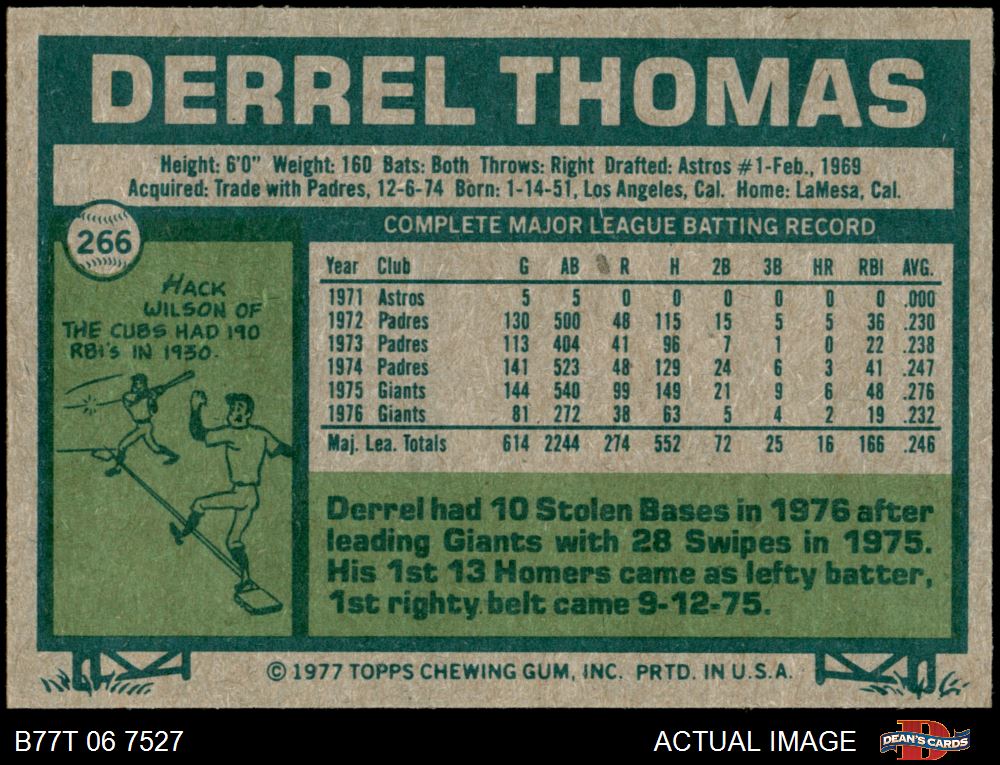 DERREL THOMAS
Height: 6'0" Weight: 160 Bats: Both Throws: Right Drafted: Astros #1-Feb., 1969
Acquired: Trade with Padres, 12-6-74 Born: 1-14-51, Los Angeles, Cal. Home: LaMesa, Cal.
266
HACK
WILSON OF
THE CUBS HAD 190
RBI'S IN 1930.
COMPLETE MAJOR LEAGUE BATTING RECORD
Year Club G AB R H 2B 3B HR RBI AVG.
1971 Astros 5 5 0 0 0 0 0 0 .000
1972 Padres 130 500 48 115 15 5 5 36 .230
1973 Padres 113 404 41 96 7 1 0 22 .238
1974 Padres 141 523 48 129 24 6 3 41 .247
1975 Giants 144 540 99 149 21 9 6 48 .276
1976 Giants 81 272 38 63 5 4 2 19 .232
Maj. Lea. Totals 614 2244 274 552 72 25 16 166 .246
Derrel had 10 Stolen Bases in 1976 after
leading Giants with 28 Swipes in 1975.
His 1st 13 Homers came as lefty batter,
1st righty belt came 9-12-75.
© 1977 TOPPS CHEWING GUM, INC. PRTD. IN U.S.A.
B77T 06 7527
ACTUAL IMAGE
DEAN'S CARDS